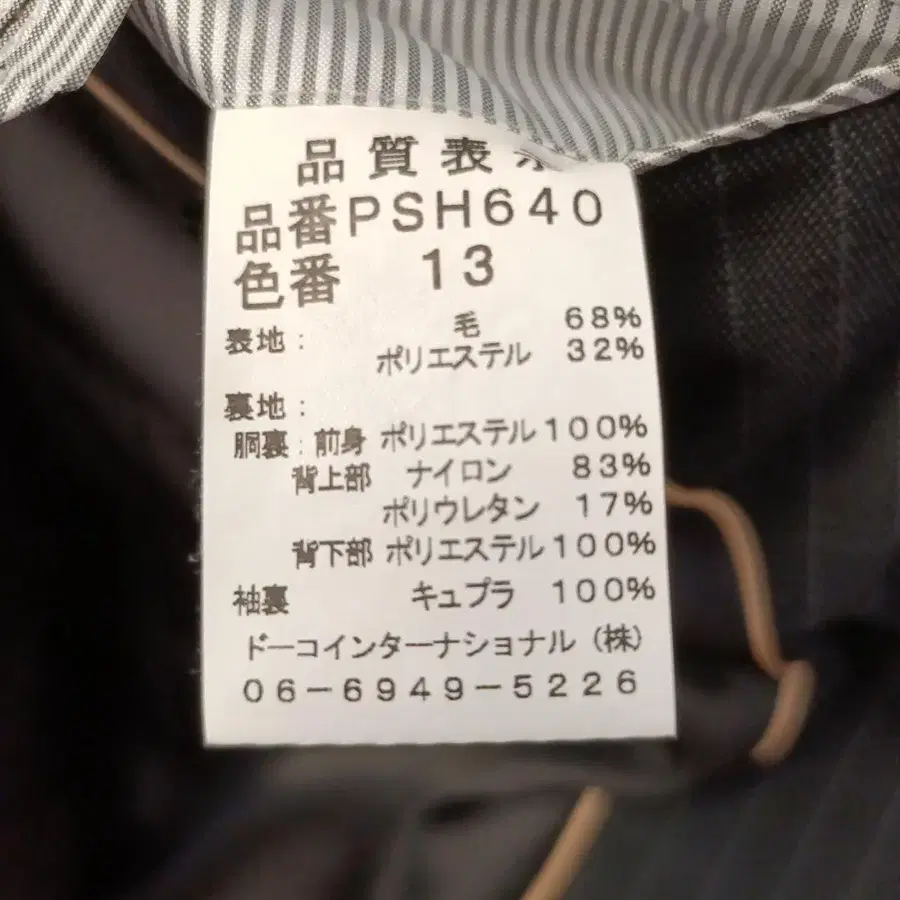 品質表示
品番PSH640
色番 13
表地: 毛 68%
ポリエステル 32%
裏地:
胴裏:前身 ポリエステル100%
背上部 ナイロン 83%
ポリウレタン 17%
背下部 ポリエステル100%
袖裏 キュプラ 100%
ドーコインターナショナル(株)
06-6949-5226